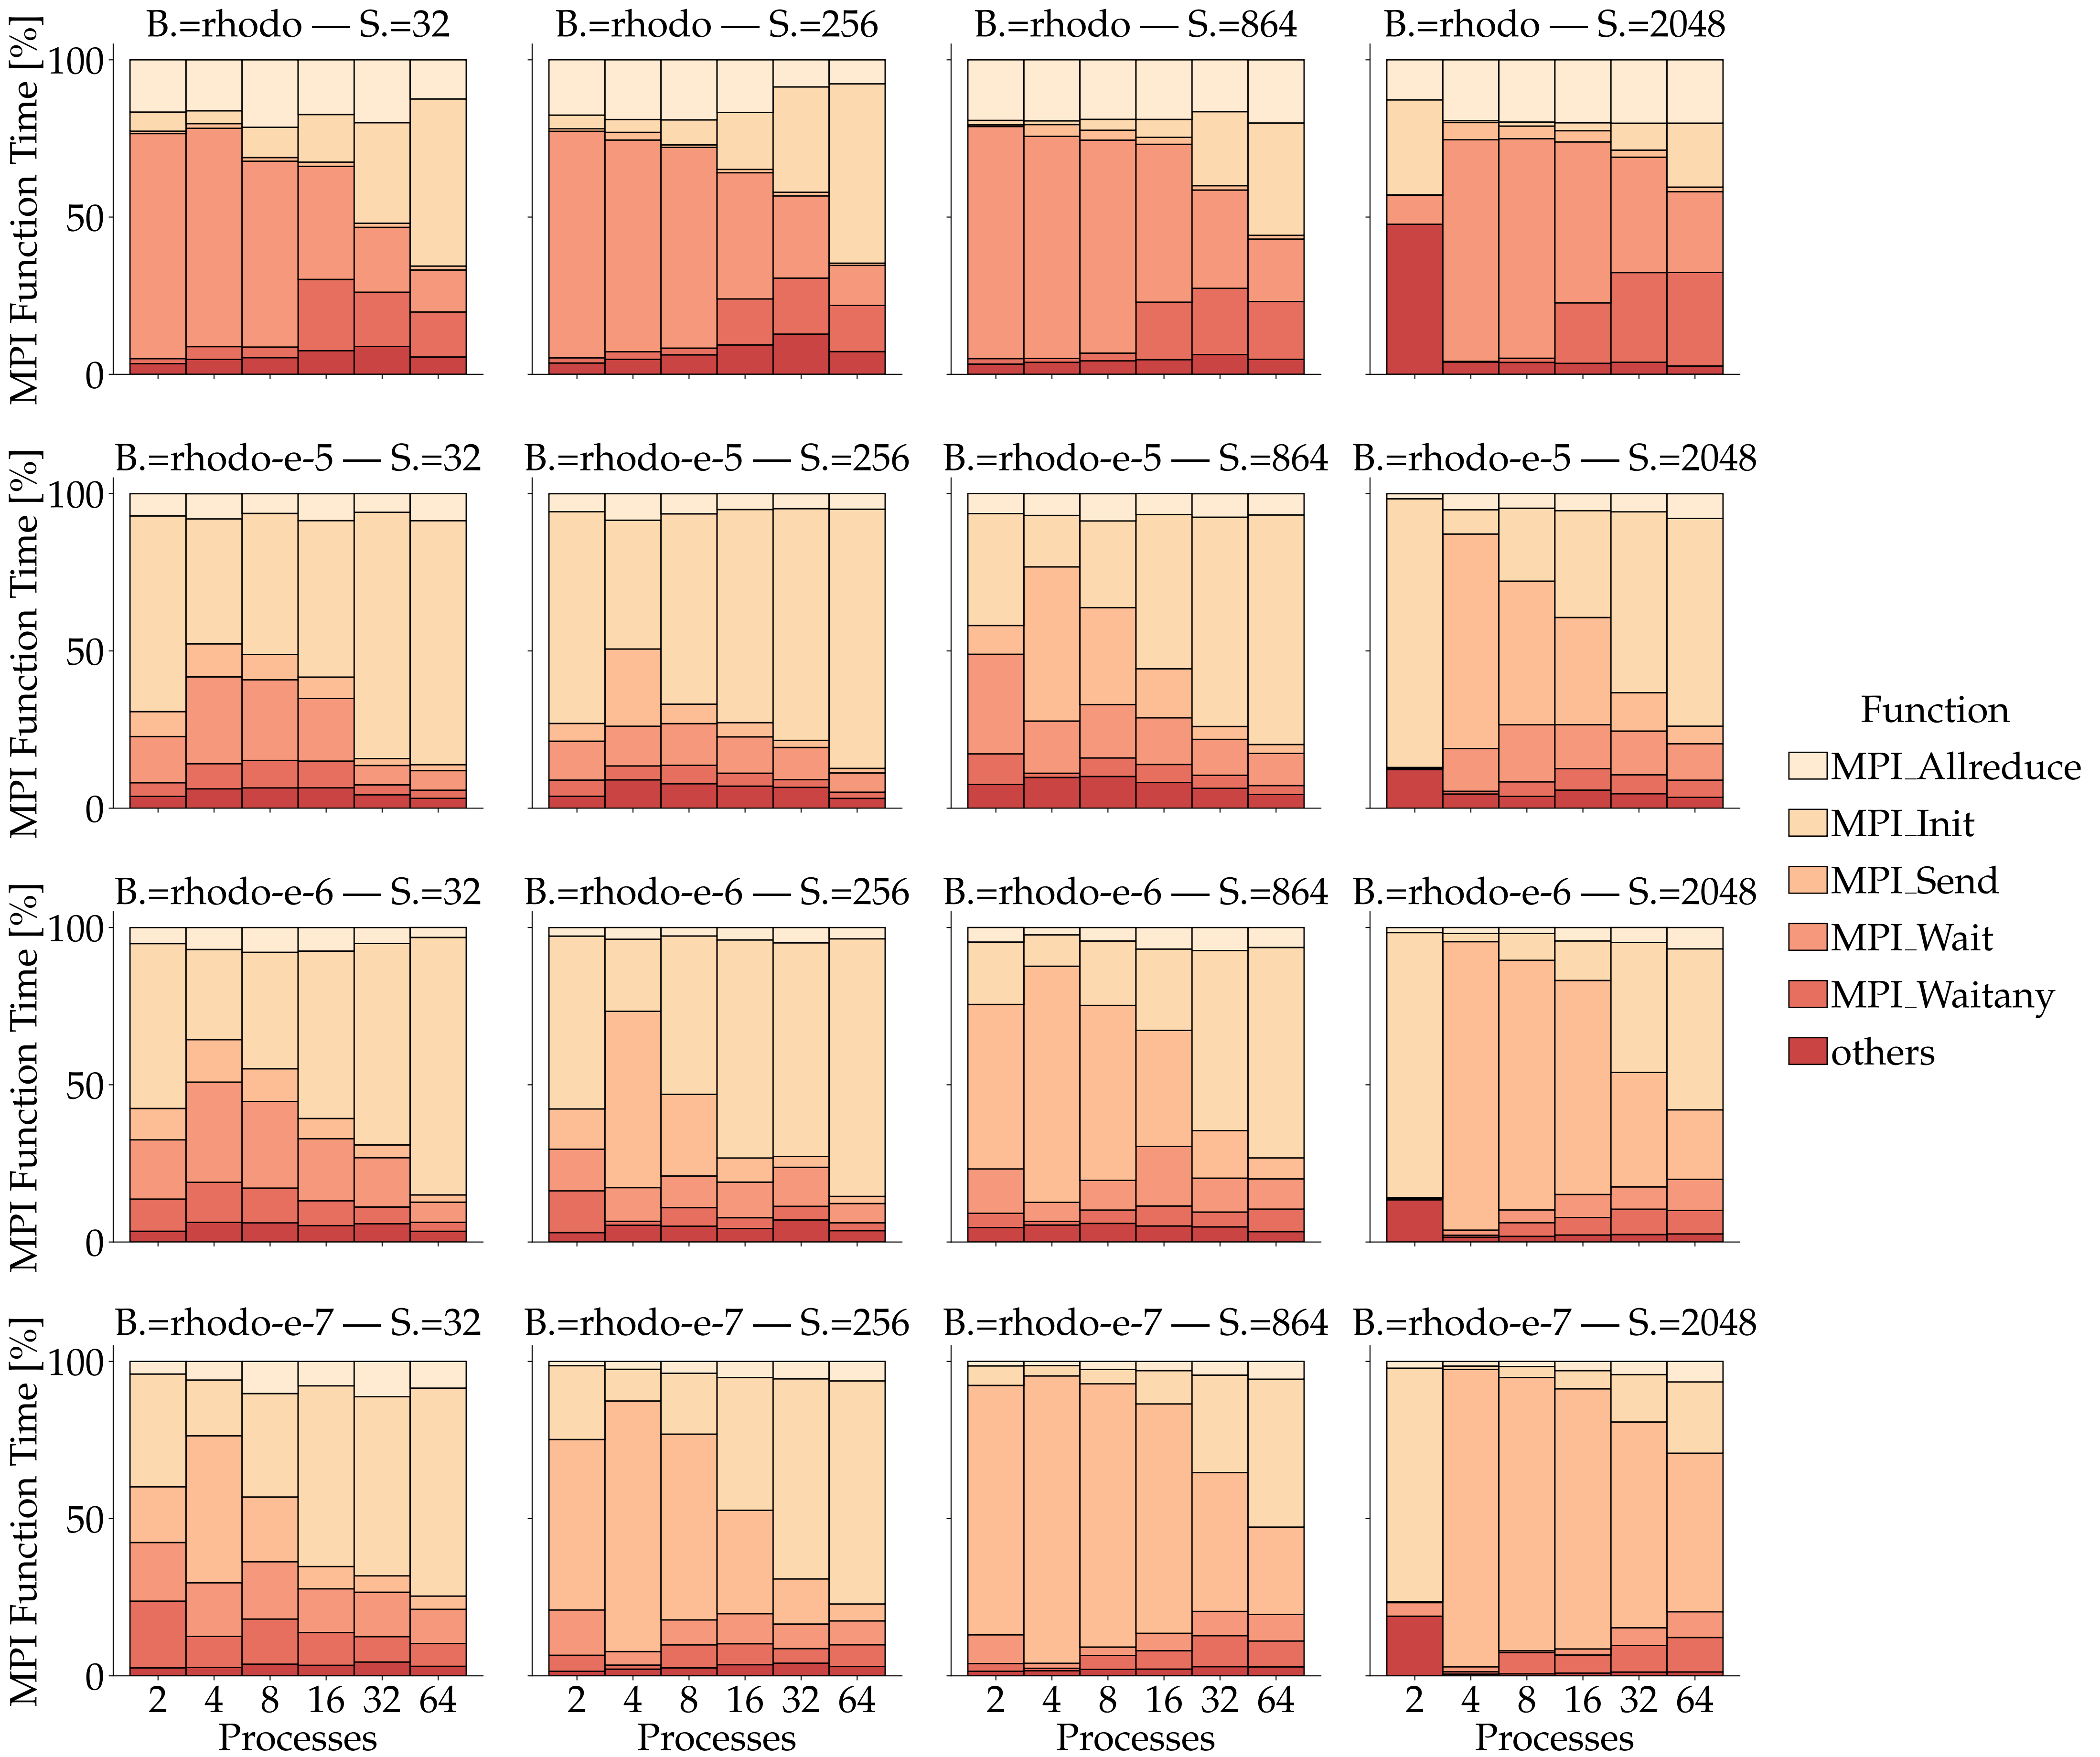 B.=rhodo — S.=32
B.=rhodo — S.=256
B.=rhodo — S.=864
B.=rhodo — S.=2048
MPI Function Time [%]
100
50
0
B.=rhodo-e-5 — S.=32
B.=rhodo-e-5 — S.=256
B.=rhodo-e-5 — S.=864
B.=rhodo-e-5 — S.=2048
MPI Function Time [%]
100
50
0
B.=rhodo-e-6 — S.=32
B.=rhodo-e-6 — S.=256
B.=rhodo-e-6 — S.=864
B.=rhodo-e-6 — S.=2048
MPI Function Time [%]
100
50
0
B.=rhodo-e-7 — S.=32
B.=rhodo-e-7 — S.=256
B.=rhodo-e-7 — S.=864
B.=rhodo-e-7 — S.=2048
MPI Function Time [%]
100
50
0
2 4 8 16 32 64
Processes
2 4 8 16 32 64
Processes
2 4 8 16 32 64
Processes
2 4 8 16 32 64
Processes
Function
MPI_Allreduce
MPI_Init
MPI_Send
MPI_Wait
MPI_Waitany
others